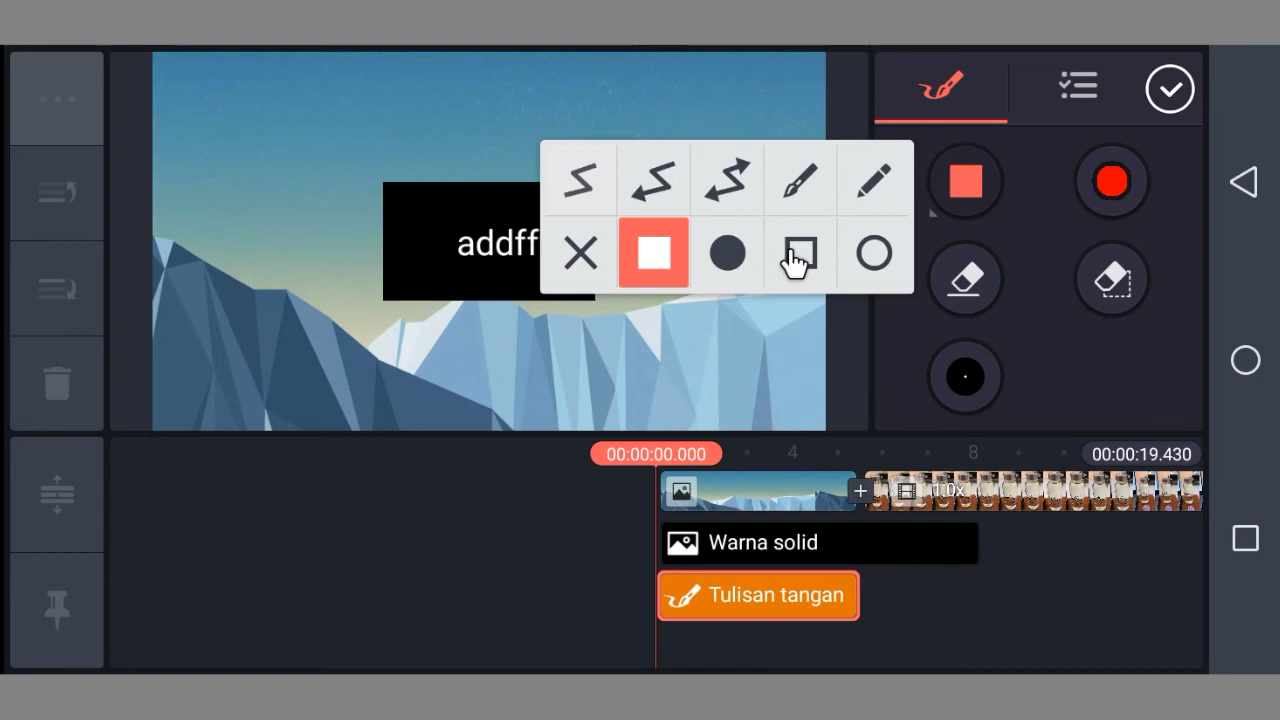 addff
00:00:00.000
4
8
00:00:19.430
1.0x
Warna solid
Tulisan tangan